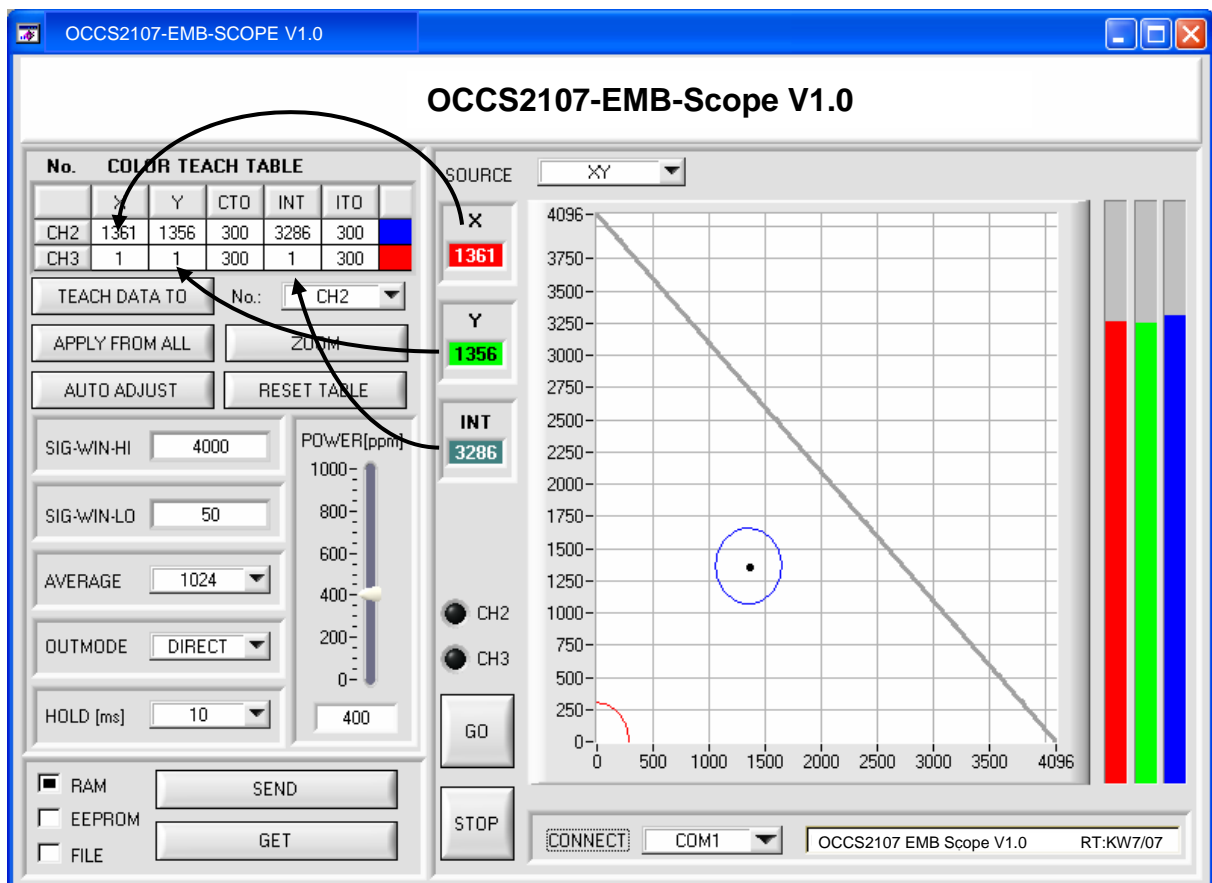 OCCS2107-EMB-SCOPE V1.0
OCCS2107-EMB-Scope V1.0
No. COLOR TEACH TABLE
X Y CTO INT ITO
CH2 1361 1356 300 3286 300
CH3 1 1 300 1 300
TEACH DATA TO No.: CH2
APPLY FROM ALL ZOOM
AUTO ADJUST RESET TABLE
SIG-WIN-HI 4000
SIG-WIN-LO 50
AVERAGE 1024
OUTMODE DIRECT
HOLD [ms] 10
POWER[ppm]
1000
800
600
400
200
0
400
RAM
EEPROM
FILE
SEND
GET
SOURCE XY
X
1361
Y
1356
INT
3286
CH2
CH3
GO
STOP
4096
3750
3500
3250
3000
2750
2500
2250
2000
1750
1500
1250
1000
750
500
250
0
0 500 1000 1500 2000 2500 3000 3500 4096
CONNECT COM1 OCCS2107 EMB Scope V1.0 RT:KW7/07